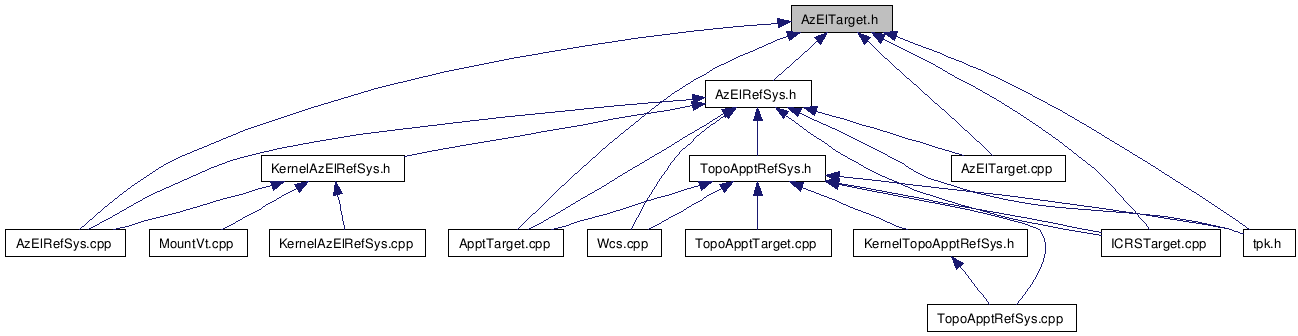 AzElTarget.h
AzElRefSys.h
KernelAzElRefSys.h
TopoApptRefSys.h
AzElTarget.cpp
AzElRefSys.cpp
MountVt.cpp
KernelAzElRefSys.cpp
ApptTarget.cpp
Wcs.cpp
TopoApptTarget.cpp
KernelTopoApptRefSys.h
ICRSTarget.cpp
tpk.h
TopoApptRefSys.cpp